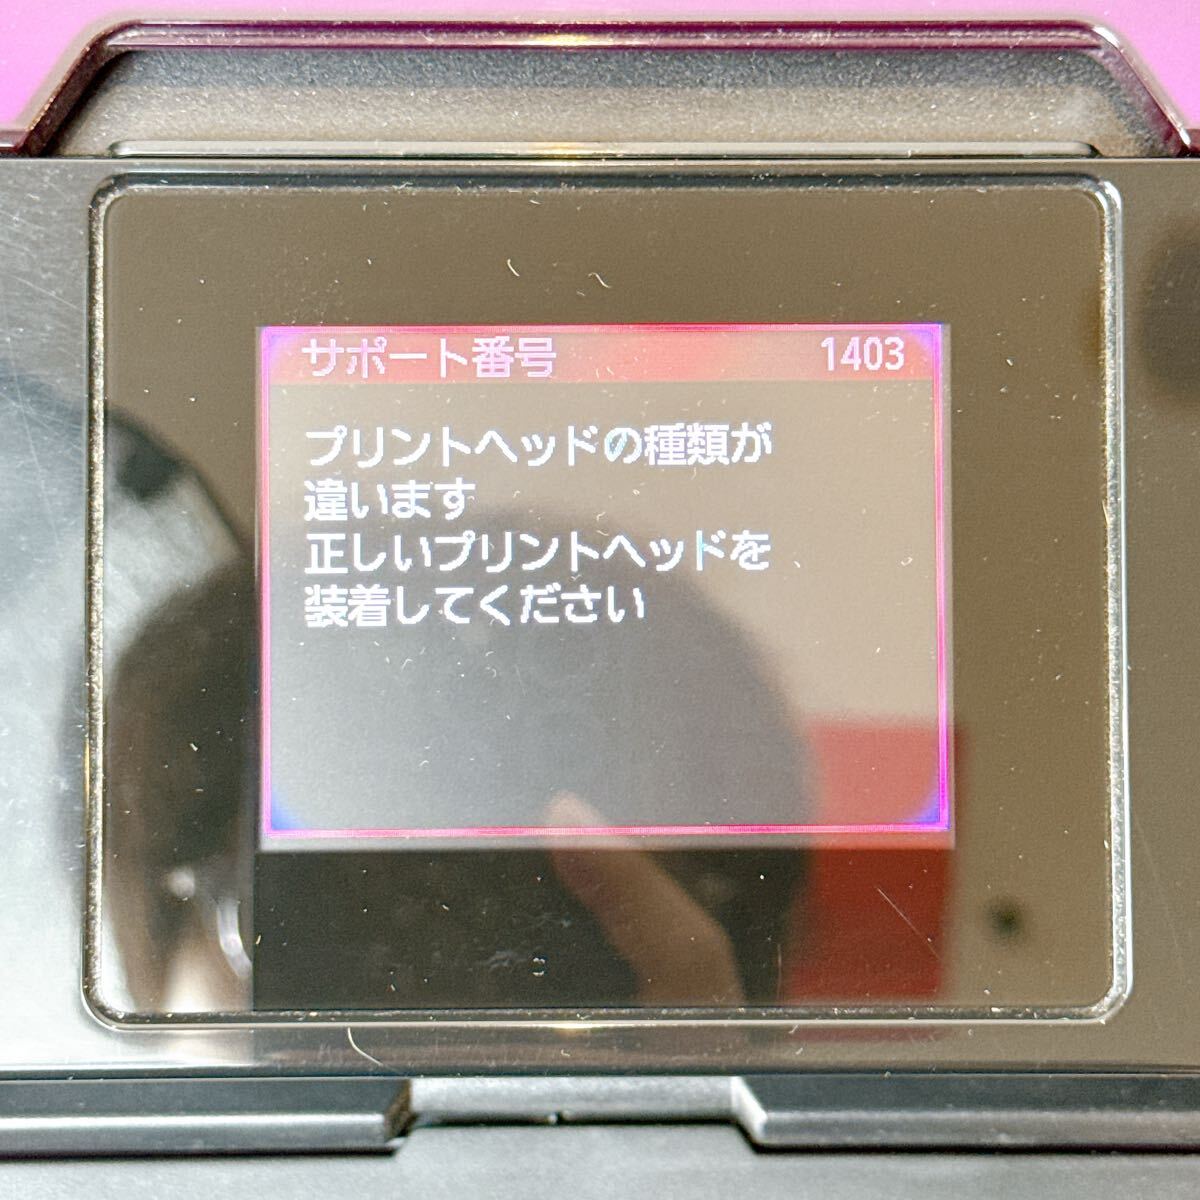 サポート番号 1403
プリントヘッドの種類が
違います
正しいプリントヘッドを
装着してください